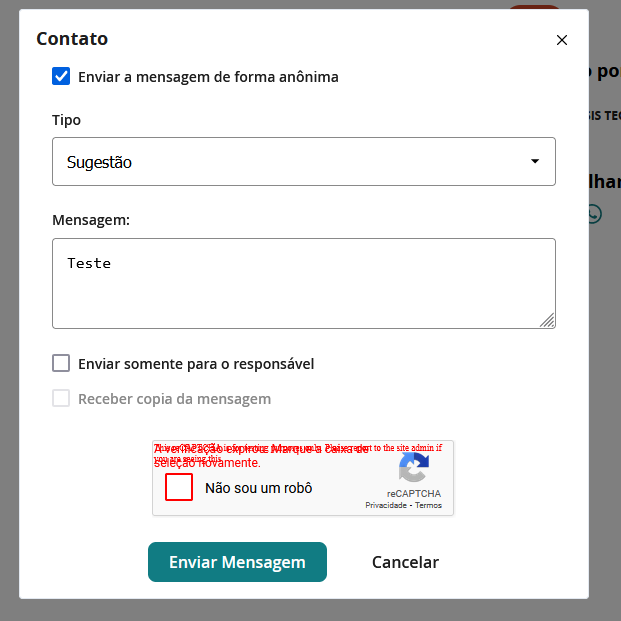 Contato
Enviar a mensagem de forma anônima
Tipo
Sugestão
Mensagem:
Teste
Enviar somente para o responsável
Receber copia da mensagem
This reCAPTCHA is for testing purposes only. Please report to the site admin if
you are seeing this.
A verificação expirou. Marque a caixa de
seleção novamente.
Não sou um robô
reCAPTCHA
Privacidade - Termos
Enviar Mensagem
Cancelar
o po
SIS TEC
lhar